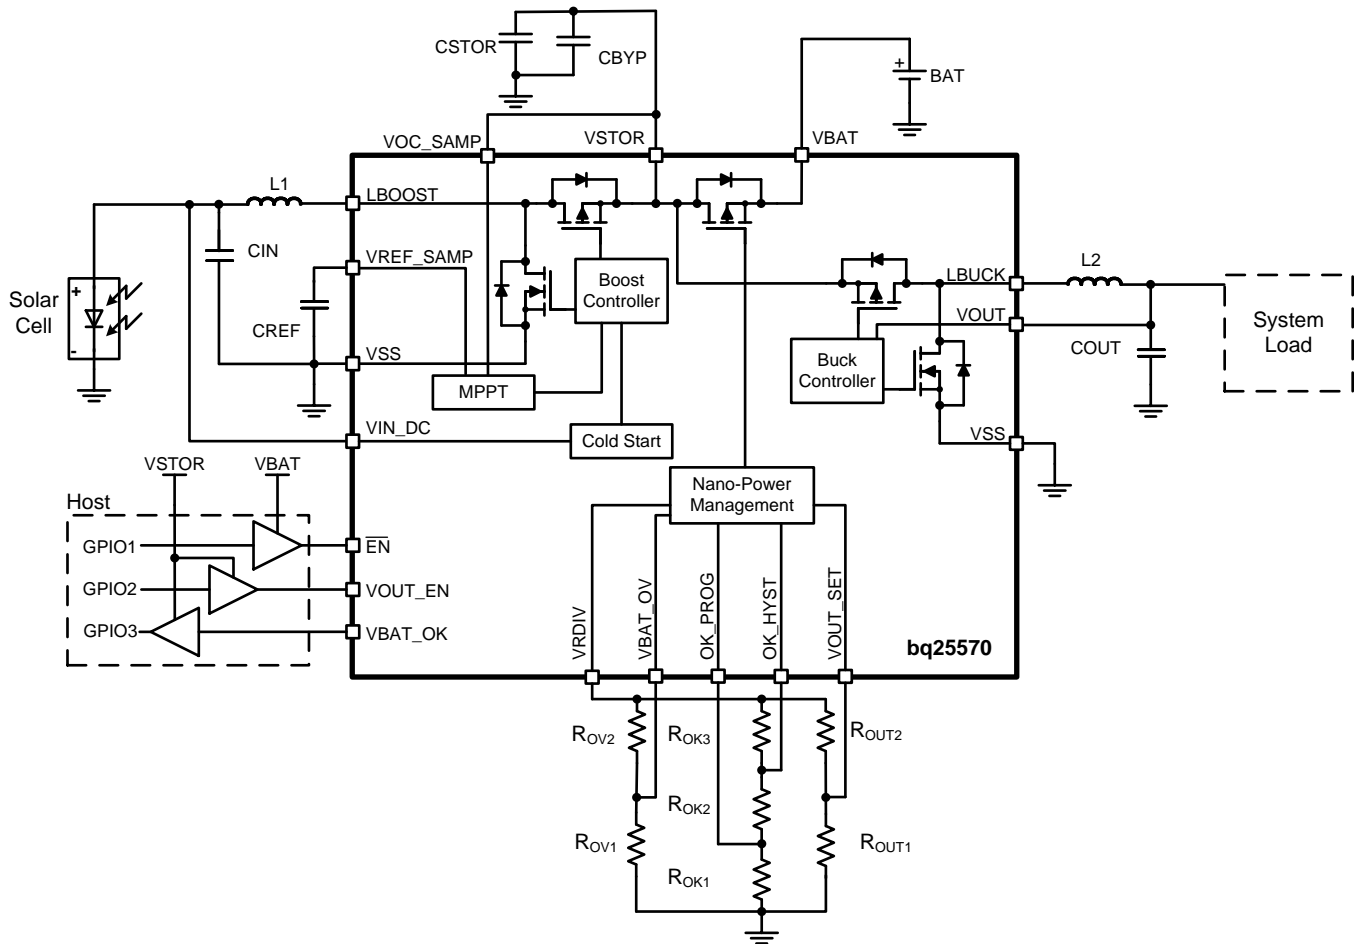 CSTOR
CBYP
+
BAT
VOC_SAMP
VSTOR
VBAT
L1
LBOOST
CIN
VREF_SAMP
Boost
Controller
LBUCK
L2
Solar
Cell
+
-
CREF
VOUT
System
Load
VSS
MPPT
Buck
Controller
COUT
VIN_DC
Cold Start
VSS
VSTOR
VBAT
Nano-Power
Management
Host
GPIO1
EN
GPIO2
VOUT_EN
GPIO3
VBAT_OK
VRDIV
VBAT_OV
OK_PROG
OK_HYST
VOUT_SET
bq25570
ROV2
ROK3
ROUT2
ROK2
ROV1
ROUT1
ROK1